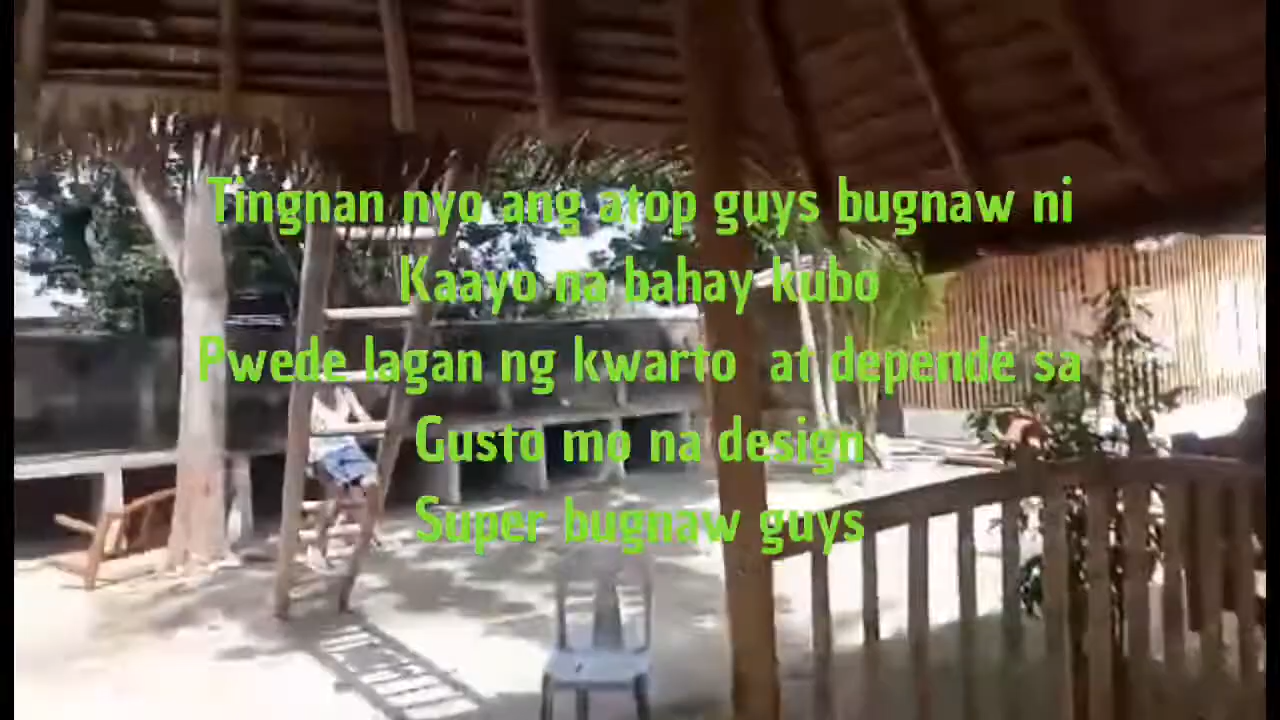 Tingnan nyo ang atop guys bugnaw ni
Kaayo na bahay kubo
Pwede lagan ng kwarto at depende sa
Gusto mo na design
Super bugnaw guys